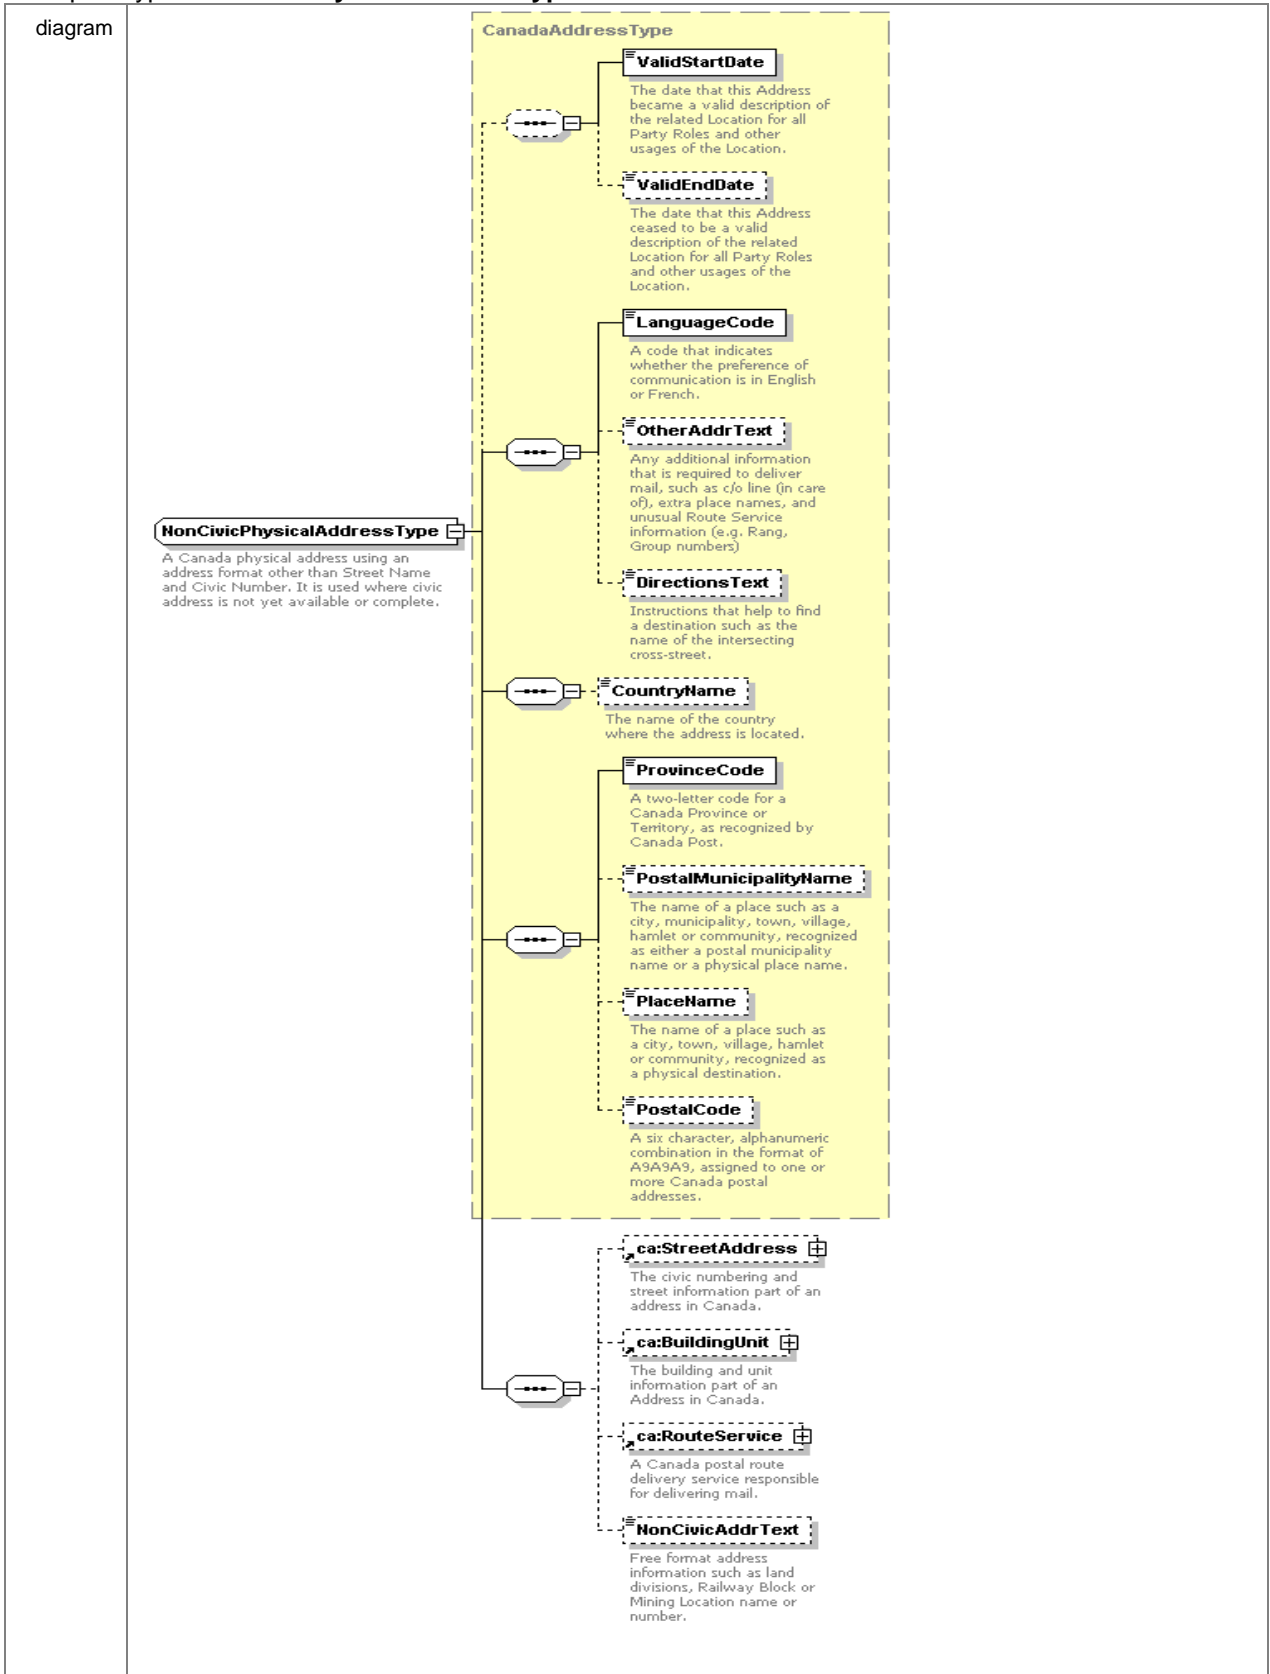 diagram
CanadaAddressType
ValidStartDate
The date that this Address
became a valid description of
the related Location for all
Party Roles and other
usages of the Location.
ValidEndDate
The date that this Address
ceased to be a valid
description of the related
Location for all Party Roles
and other usages of the
Location.
LanguageCode
A code that indicates
whether the preference of
communication is in English
or French.
OtherAddrText
Any additional information
that is required to deliver
mail, such as c/o line (in care
of), extra place names, and
unusual Route Service
information (e.g. Rang,
Group numbers)
DirectionsText
Instructions that help to find
a destination such as the
name of the intersecting
cross-street.
NonCivicPhysicalAddressType
A Canada physical address using an
address format other than Street Name
and Civic Number. It is used where civic
address is not yet available or complete.
CountryName
The name of the country
where the address is located.
ProvinceCode
A two-letter code for a
Canada Province or
Territory, as recognized by
Canada Post.
PostalMunicipalityName
The name of a place such as a
city, municipality, town, village,
hamlet or community, recognized
as either a postal municipality
name or a physical place name.
PlaceName
The name of a place such as
a city, town, village, hamlet
or community, recognized as
a physical destination.
PostalCode
A six character, alphanumeric
combination in the format of
A9A9A9, assigned to one or
more Canada postal
addresses.
ca:StreetAddress
The civic numbering and
street information part of an
address in Canada.
ca:BuildingUnit
The building and unit
information part of an
Address in Canada.
ca:RouteService
A Canada postal route
delivery service responsible
for delivering mail.
NonCivicAddrText
Free format address
information such as land
divisions, Railway Block or
Mining Location name or
number.